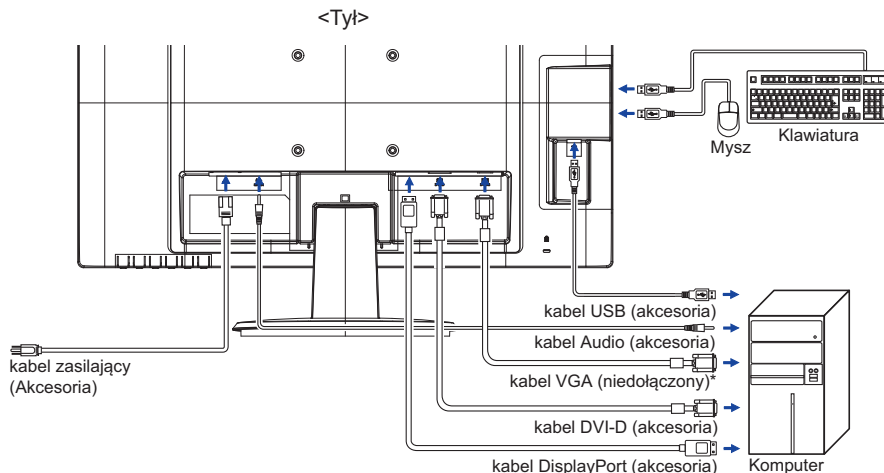 <Tył>
Mysz
Klawiatura
kabel USB (akcesoria)
kabel Audio (akcesoria)
kabel zasilający
(Akcesoria)
kabel VGA (niedołączony)*
kabel DVI-D (akcesoria)
kabel DisplayPort (akcesoria)
Komputer